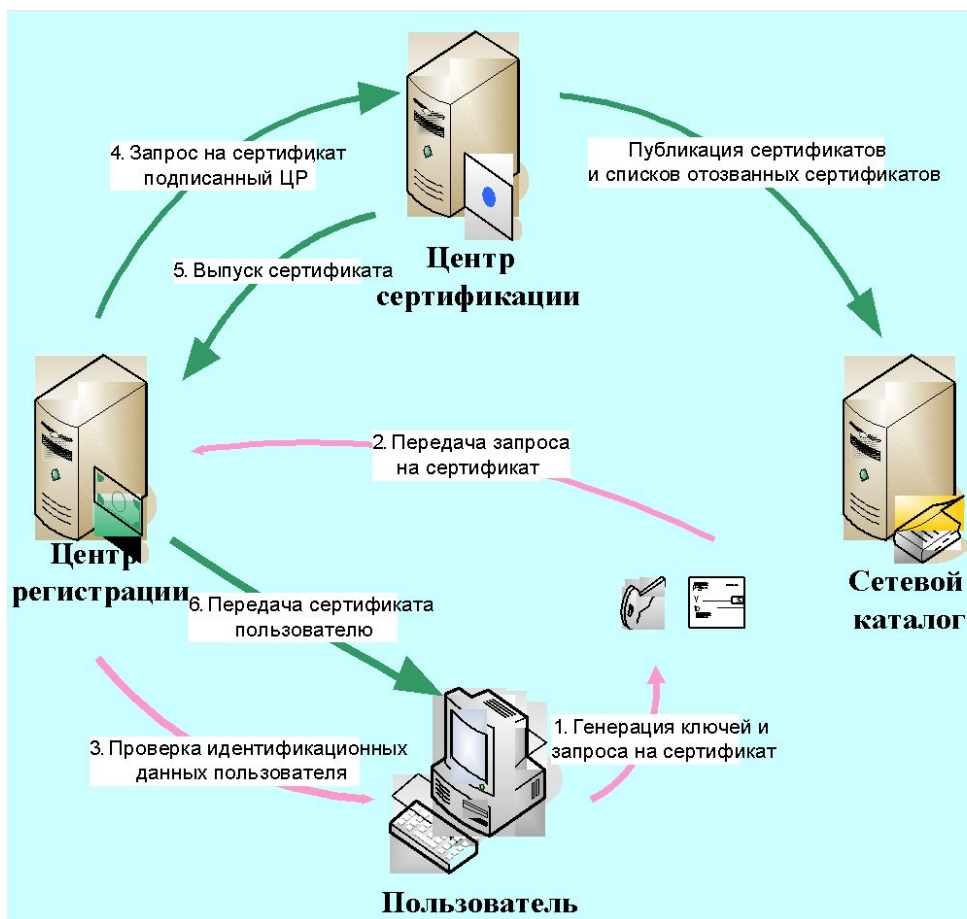 4. Запрос на сертификат
подписанный ЦР
Публикация сертификатов
и списков отозванных сертификатов
Центр
сертификации
5. Выпуск сертификата
2. Передача запроса
на сертификат
Центр
регистрации
Сетевой
каталог
6. Передача сертификата
пользователю
1. Генерация ключей и
запроса на сертификат
3. Проверка идентификационных
данных пользователя
Пользователь